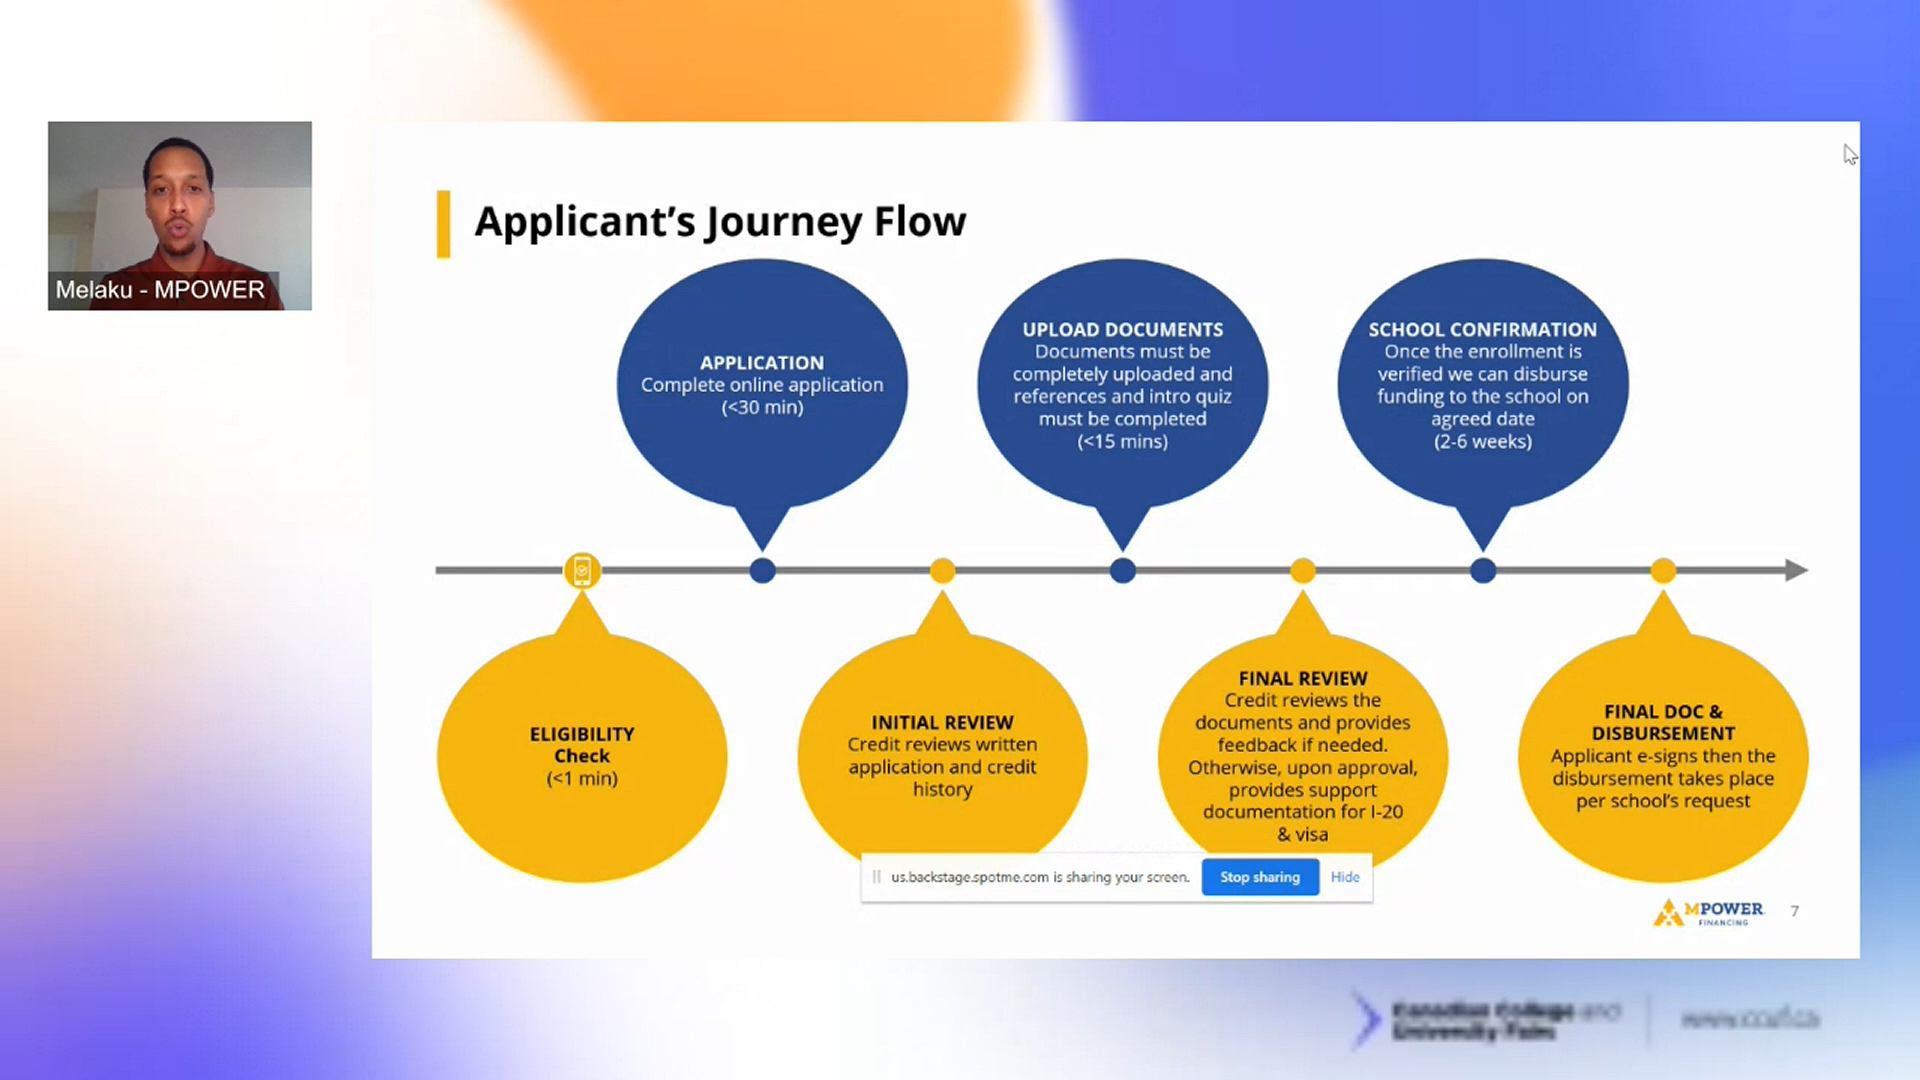 Melaku - MPOWER
Applicant's Journey Flow
APPLICATION
Complete online application
(<30 min)
UPLOAD DOCUMENTS
Documents must be
completely uploaded and
references and intro quiz
must be completed
(<15 mins)
SCHOOL CONFIRMATION
Once the enrollment is
verified we can disburse
funding to the school on
agreed date
(2-6 weeks)
ELIGIBILITY
Check
(<1 min)
INITIAL REVIEW
Credit reviews written
application and credit
history
FINAL REVIEW
Credit reviews the
documents and provides
feedback if needed.
Otherwise, upon approval,
provides support
documentation for I-20
& visa
FINAL DOC &
DISBURSEMENT
Applicant e-signs then the
disbursement takes place
per school's request
us.backstage.spotme.com is sharing your screen.
Stop sharing
Hide
MPOWER
FINANCING
7
Canadian College and
University Fairs